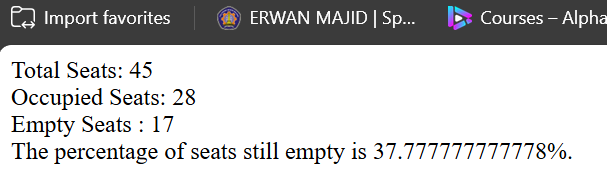 Import favorites ERWAN MAJID | Sp... Courses – Alpha
Total Seats: 45
Occupied Seats: 28
Empty Seats : 17
The percentage of seats still empty is 37.777777777778%.